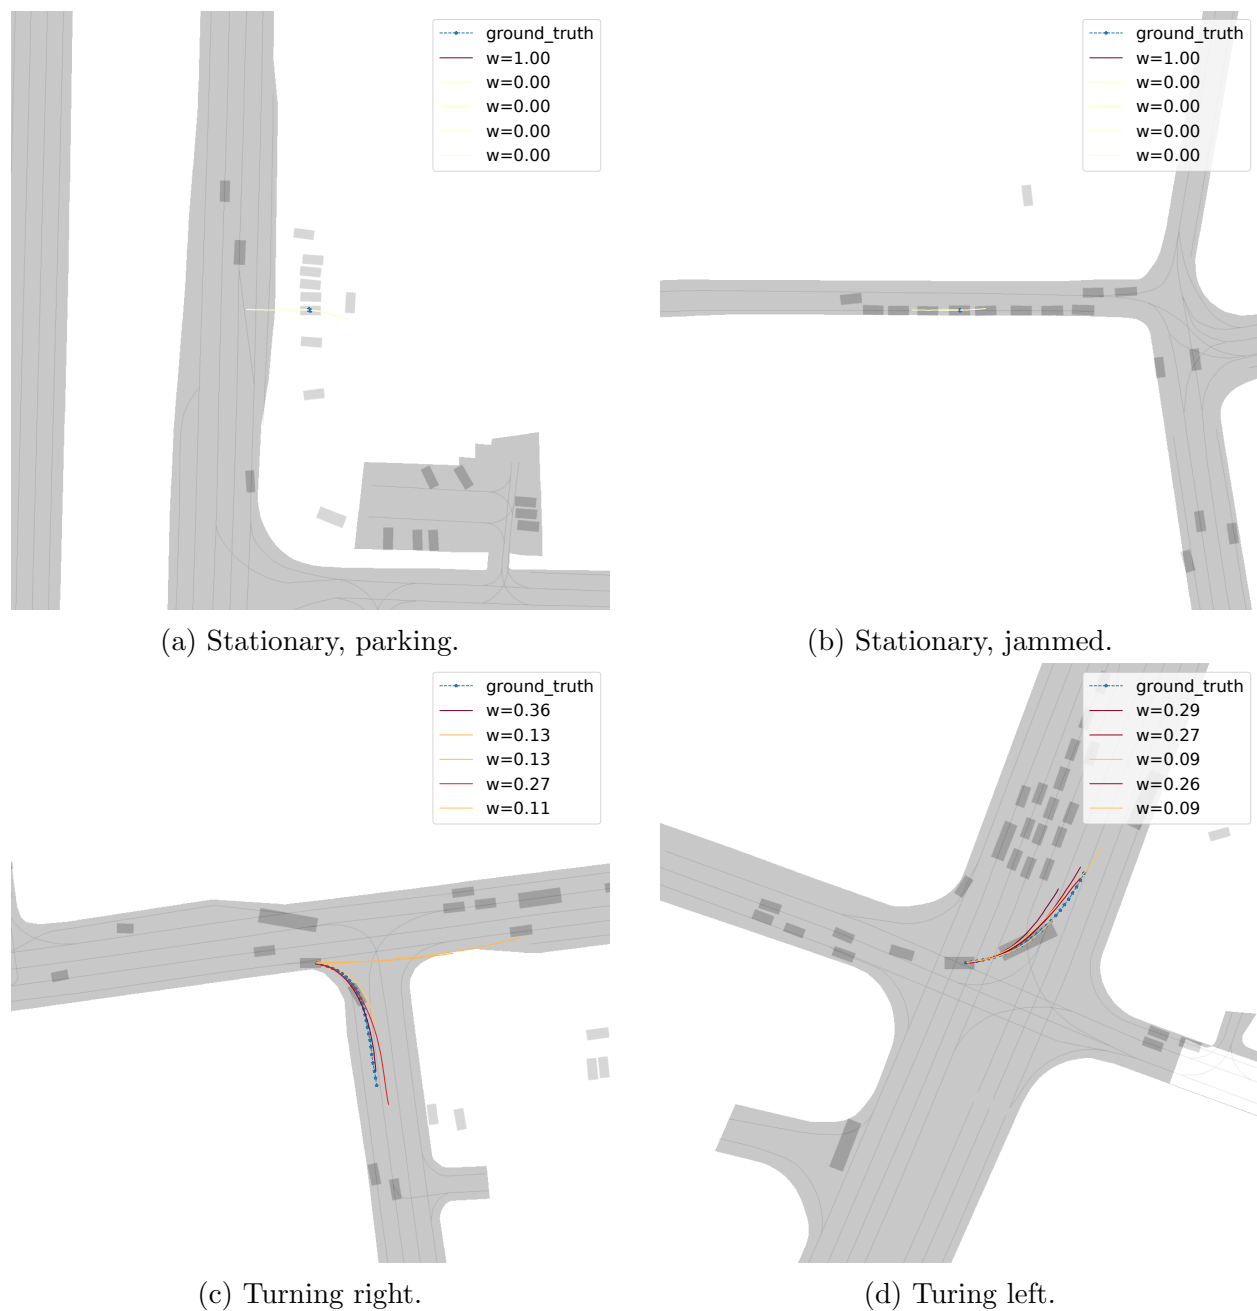 ground_truth
w=1.00
w=0.00
w=0.00
w=0.00
w=0.00
(a) Stationary, parking.
ground_truth
w=1.00
w=0.00
w=0.00
w=0.00
w=0.00
(b) Stationary, jammed.
ground_truth
w=0.36
w=0.13
w=0.13
w=0.27
w=0.11
(c) Turning right.
ground_truth
w=0.29
w=0.27
w=0.09
w=0.26
w=0.09
(d) Turing left.